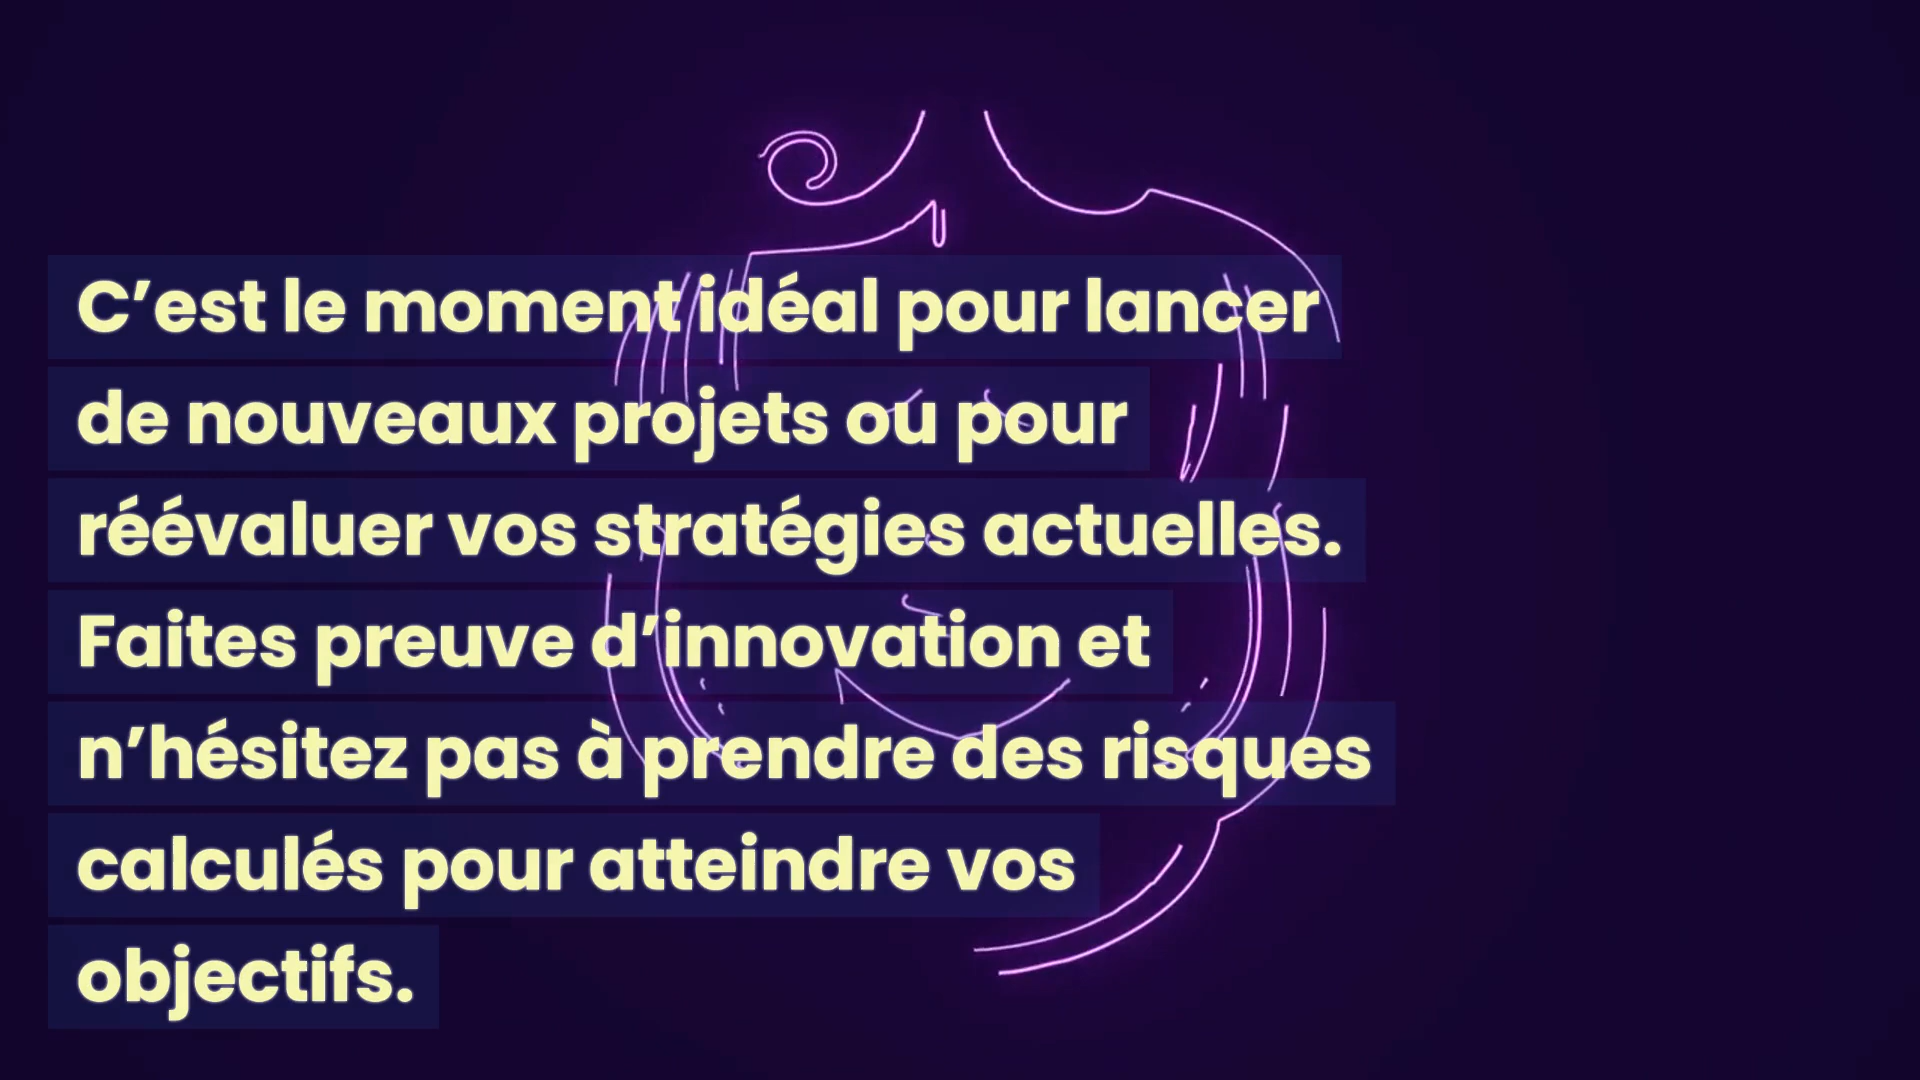 C’est le moment idéal pour lancer
de nouveaux projets ou pour
réévaluer vos stratégies actuelles.
Faites preuve d’innovation et
n’hésitez pas à prendre des risques
calculés pour atteindre vos
objectifs.